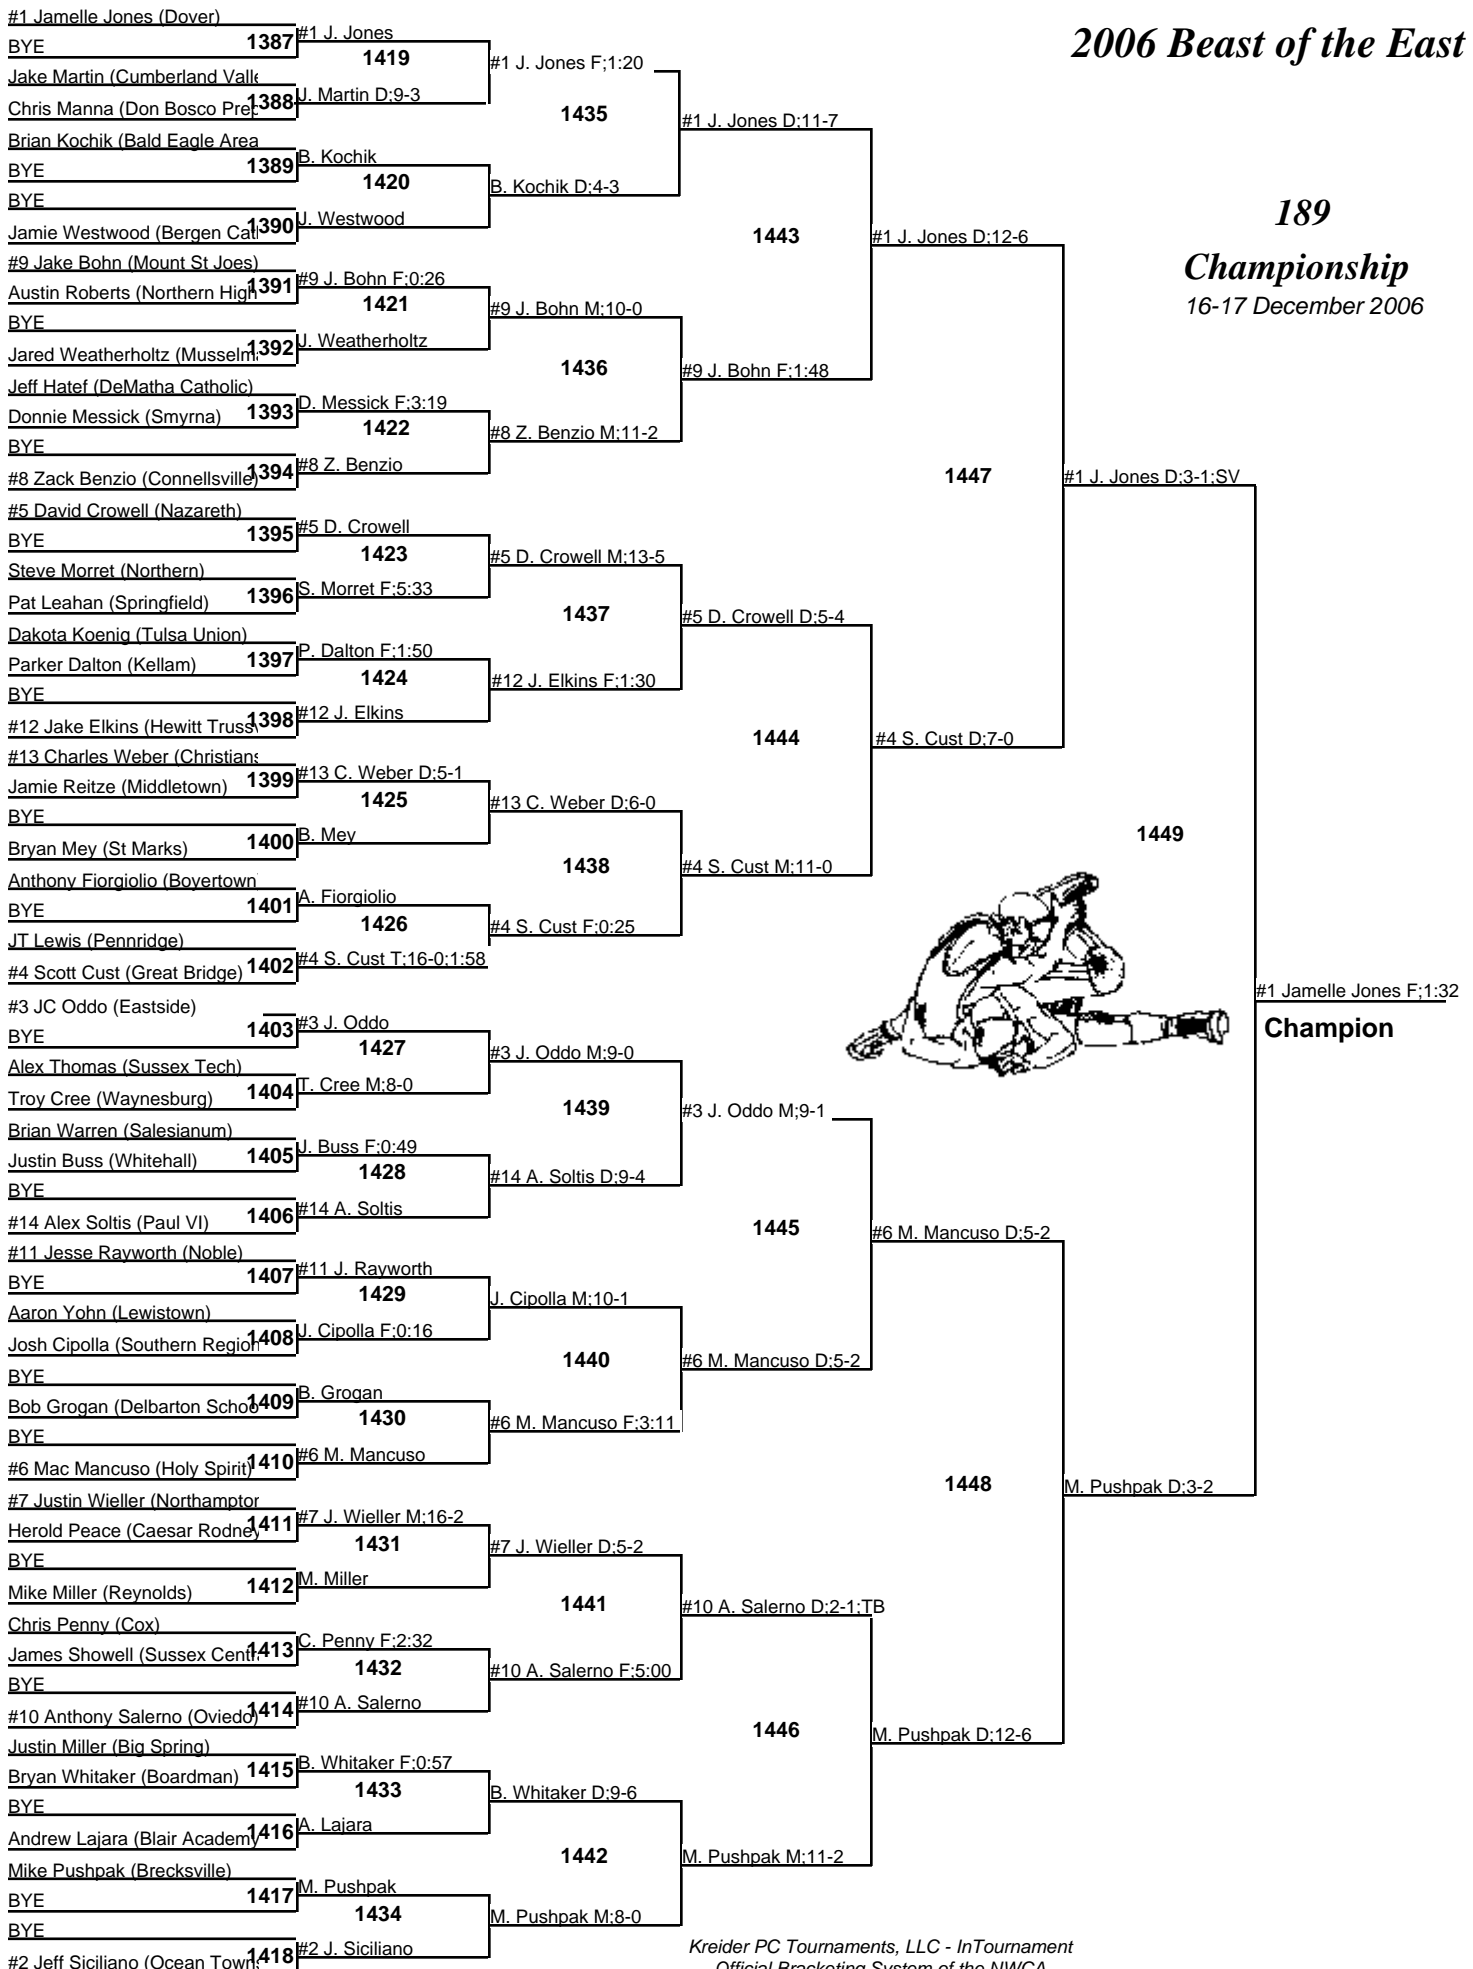 2006 Beast of the East
189
Championship
16-17 December 2006
#1 Jamelle Jones (Dover)
BYE
1387
Jake Martin (Cumberland Valle
Chris Manna (Don Bosco Prep
1388
Brian Kochik (Bald Eagle Area
BYE
1389
BYE
Jamie Westwood (Bergen Cath
1390
#9 Jake Bohn (Mount St Joes)
Austin Roberts (Northern High
1391
BYE
Jared Weatherholtz (Musselma
1392
Jeff Hatef (DeMatha Catholic)
Donnie Messick (Smyrna)
1393
BYE
#8 Zack Benzio (Connellsville)
1394
#5 David Crowell (Nazareth)
BYE
1395
Steve Morret (Northern)
Pat Leahan (Springfield)
1396
Dakota Koenig (Tulsa Union)
Parker Dalton (Kellam)
1397
BYE
#12 Jake Elkins (Hewitt Trussv
1398
#13 Charles Weber (Christians
Jamie Reitze (Middletown)
1399
BYE
Bryan Mey (St Marks)
1400
Anthony Fiorgiolio (Boyertown)
BYE
1401
JT Lewis (Pennridge)
#4 Scott Cust (Great Bridge)
1402
#3 JC Oddo (Eastside)
BYE
1403
Alex Thomas (Sussex Tech)
Troy Cree (Waynesburg)
1404
Brian Warren (Salesianum)
Justin Buss (Whitehall)
1405
BYE
#14 Alex Soltis (Paul VI)
1406
#11 Jesse Rayworth (Noble)
BYE
1407
Aaron Yohn (Lewistown)
Josh Cipolla (Southern Region
1408
BYE
Bob Grogan (Delbarton Schoo
1409
BYE
#6 Mac Mancuso (Holy Spirit)
1410
#7 Justin Wieller (Northampton
Herold Peace (Caesar Rodney
1411
BYE
Mike Miller (Reynolds)
1412
Chris Penny (Cox)
James Showell (Sussex Centr
1413
BYE
#10 Anthony Salerno (Oviedo)
1414
Justin Miller (Big Spring)
Bryan Whitaker (Boardman)
1415
BYE
Andrew Lajara (Blair Academy
1416
Mike Pushpak (Brecksville)
BYE
1417
BYE
#2 Jeff Siciliano (Ocean Towns
1418
#1 J. Jones
1419
J. Martin D;9-3
B. Kochik
1420
J. Westwood
#9 J. Bohn F;0:26
1421
J. Weatherholtz
D. Messick F;3:19
1422
#8 Z. Benzio
#5 D. Crowell
1423
S. Morret F;5:33
P. Dalton F;1:50
1424
#12 J. Elkins
#13 C. Weber D;5-1
1425
B. Mey
A. Fiorgiolio
1426
#4 S. Cust T;16-0;1:58
#3 J. Oddo
1427
T. Cree M;8-0
J. Buss F;0:49
1428
#14 A. Soltis
#11 J. Rayworth
1429
J. Cipolla F;0:16
B. Grogan
1430
#6 M. Mancuso
#7 J. Wieller M;16-2
1431
M. Miller
C. Penny F;2:32
1432
#10 A. Salerno
B. Whitaker F;0:57
1433
A. Lajara
M. Pushpak
1434
#2 J. Siciliano
#1 J. Jones F;1:20
1435
B. Kochik D;4-3
#9 J. Bohn M;10-0
1436
#8 Z. Benzio M;11-2
#5 D. Crowell M;13-5
1437
#12 J. Elkins F;1:30
#13 C. Weber D;6-0
1438
#4 S. Cust F;0:25
#3 J. Oddo M;9-0
1439
#14 A. Soltis D;9-4
J. Cipolla M;10-1
1440
#6 M. Mancuso F;3:11
#7 J. Wieller D;5-2
1441
#10 A. Salerno F;5:00
B. Whitaker D;9-6
1442
M. Pushpak M;8-0
#1 J. Jones D;11-7
1443
#9 J. Bohn F;1:48
#5 D. Crowell D;5-4
1444
#4 S. Cust M;11-0
#3 J. Oddo M;9-1
1445
#6 M. Mancuso D;5-2
#10 A. Salerno D;2-1;TB
1446
M. Pushpak M;11-2
#1 J. Jones D;12-6
1447
#4 S. Cust D;7-0
#6 M. Mancuso D;5-2
1448
M. Pushpak D;12-6
#1 J. Jones D;3-1;SV
1449
M. Pushpak D;3-2
#1 Jamelle Jones F;1:32
Champion
Kreider PC Tournaments, LLC - InTournament
Official Bracketing System of the NWCA